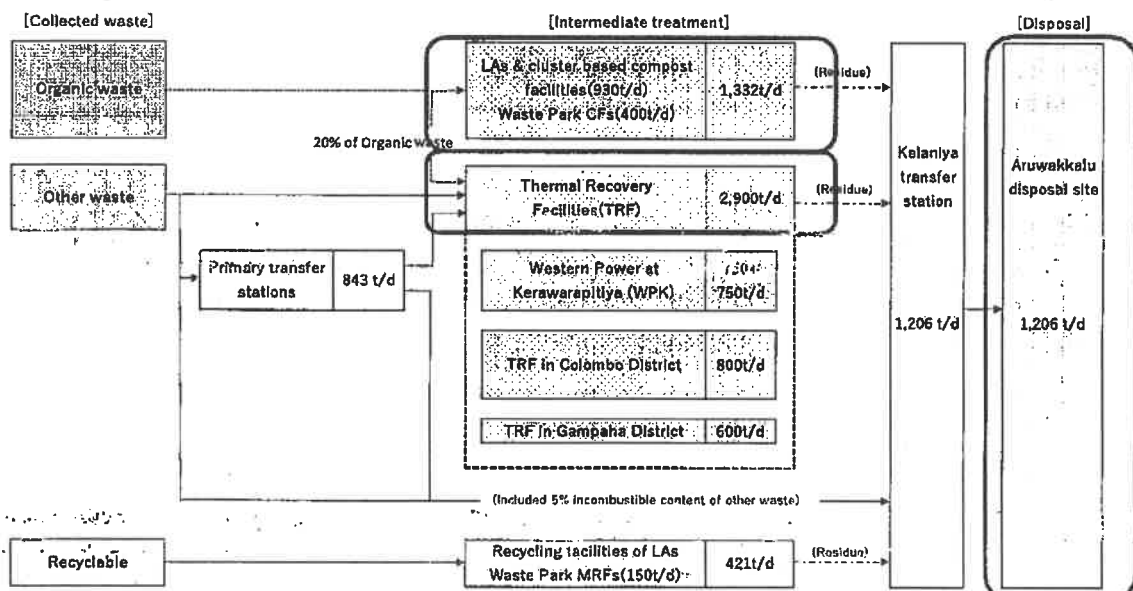 [Collected waste]
[Intermediate treatment]
[Disposal]
Organic waste
LAs & cluster based compost
facilities(930t/d)
Waste Park CFs(400t/d)
1,332t/d
(Residue)
20% of Organic waste
Other waste
Thermal Recovery
Facilities(TRF)
2,900t/d
(Residue)
Kelaniya
transfer
station
1,206 t/d
Aruwakkalu
disposal site
1,206 t/d
Primary transfer
stations
843 t/d
Western Power at
Kerawarapitiya (WPK)
750t/d
TRF in Colombo District
800t/d
TRF in Gampaha District
600t/d
(Included 5% incombustible content of other waste)
Recyclable
Recycling facilities of LAs
Waste Park MRFs(150t/d)
421t/d
(Residue)